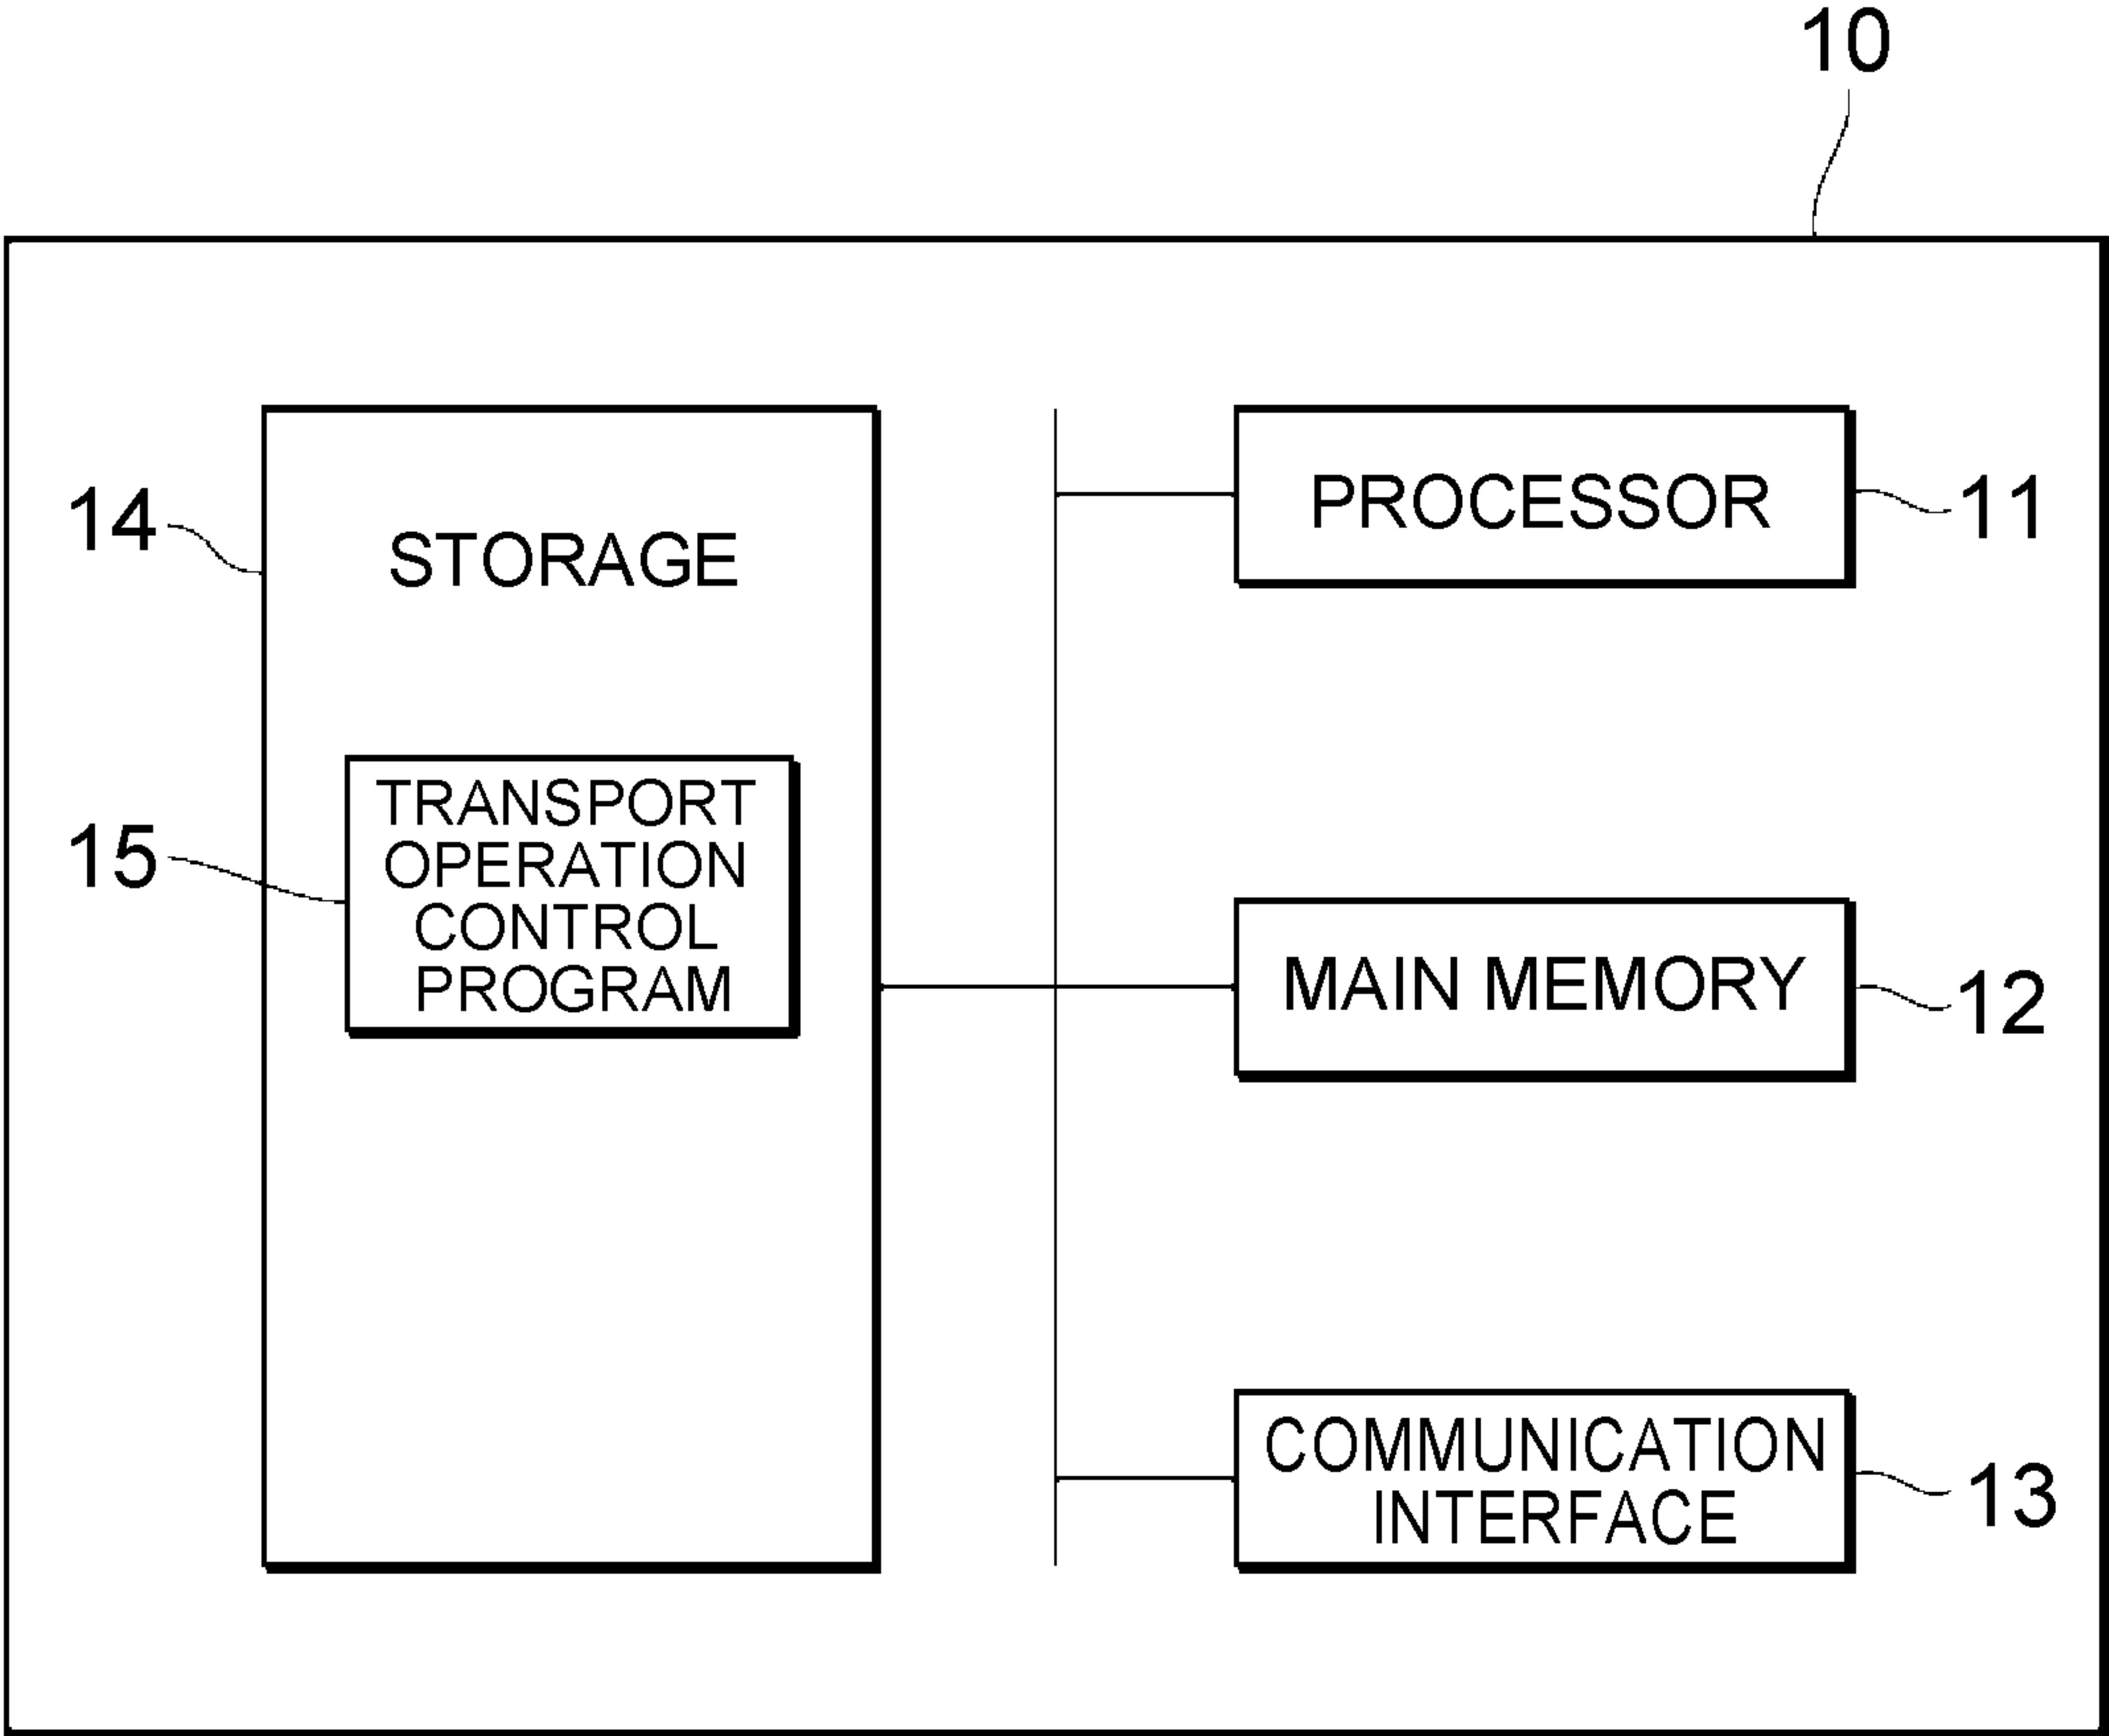 10
14
STORAGE
PROCESSOR
11
15
TRANSPORT
OPERATION
CONTROL
PROGRAM
MAIN MEMORY
12
COMMUNICATION
INTERFACE
13